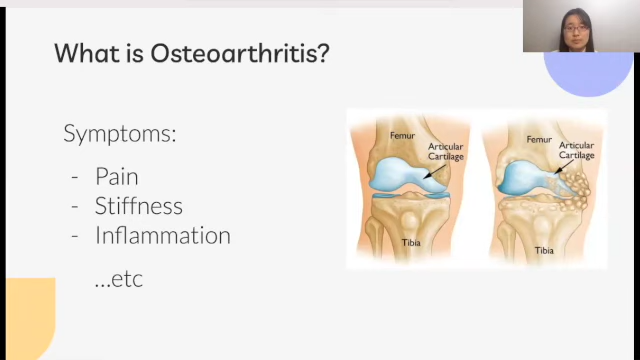 What is Osteoarthritis?
Symptoms:
- Pain
- Stiffness
- Inflammation
...etc
Femur
Articular
Cartilage
Tibia
Femur
Articular
Cartilage
Tibia